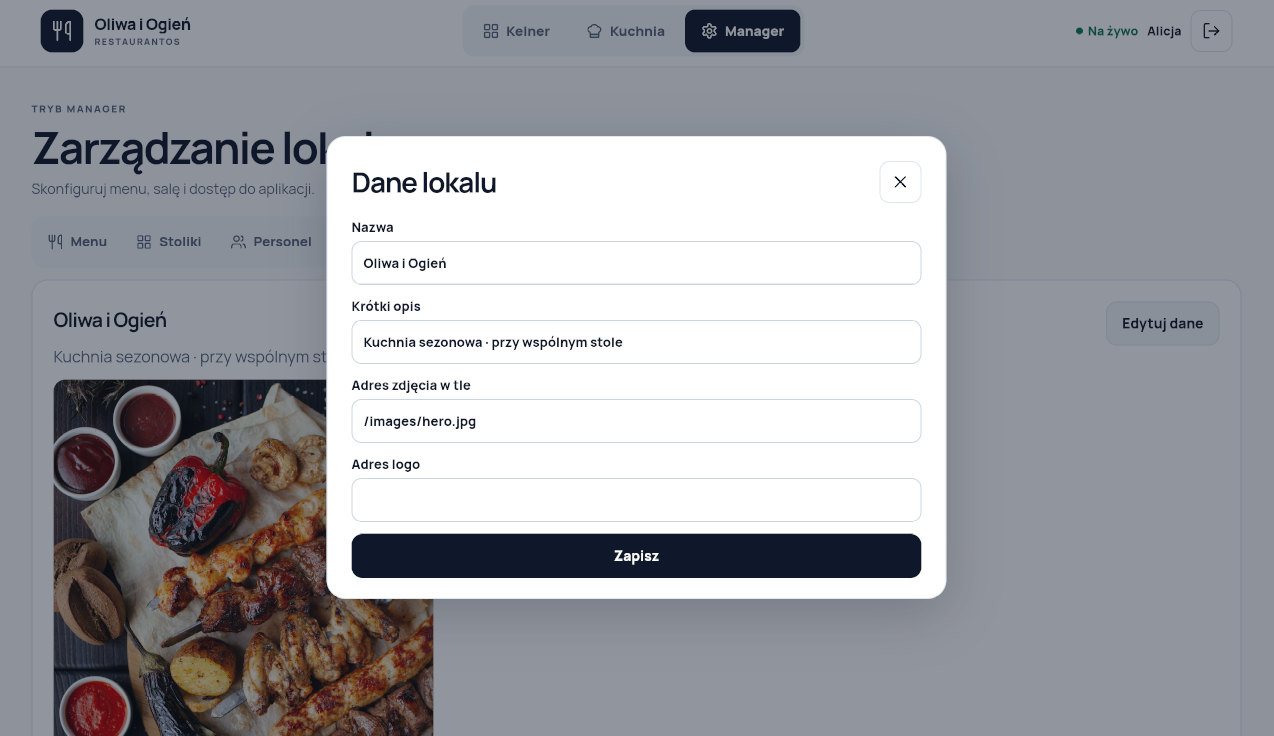 Oliwa i Ogień
RESTAURANTOS
Kelner
Kuchnia
Manager
Na żywo
Alicja
TRYB MANAGER
Zarządzanie
Skonfiguruj menu, salę i dostęp do aplikacji.
Menu
Stoliki
Personel
Oliwa i Ogień
Edytuj dane
Kuchnia sezonowa · przy wspólnym
Dane lokalu
Nazwa
Oliwa i Ogień
Krótki opis
Kuchnia sezonowa · przy wspólnym stole
Adres zdjęcia w tle
/images/hero.jpg
Adres logo
Zapisz